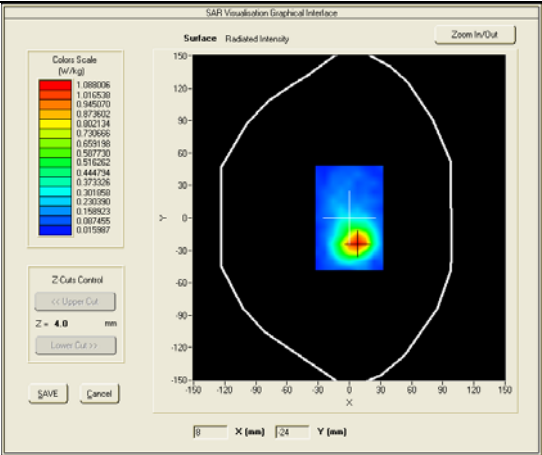 SAR Visualisation Graphical Interface
Surface Radiated Intensity
Zoom In/Out
Colors Scale
(W/kg)
1.088006
1.016538
0.945070
0.873602
0.802134
0.730666
0.659198
0.587730
0.516262
0.444794
0.373326
0.301858
0.230390
0.158923
0.087455
0.015987
Z-Cuts Control
<< Upper Cut
Z = 4.0 mm
Lower Cut >>
SAVE Cancel
150
120
90
60
30
0
-30
-60
-90
-120
-150
Y
-150 -120 -90 -60 -30 0 30 60 90 120 150
X
8 X (mm) -24 Y (mm)